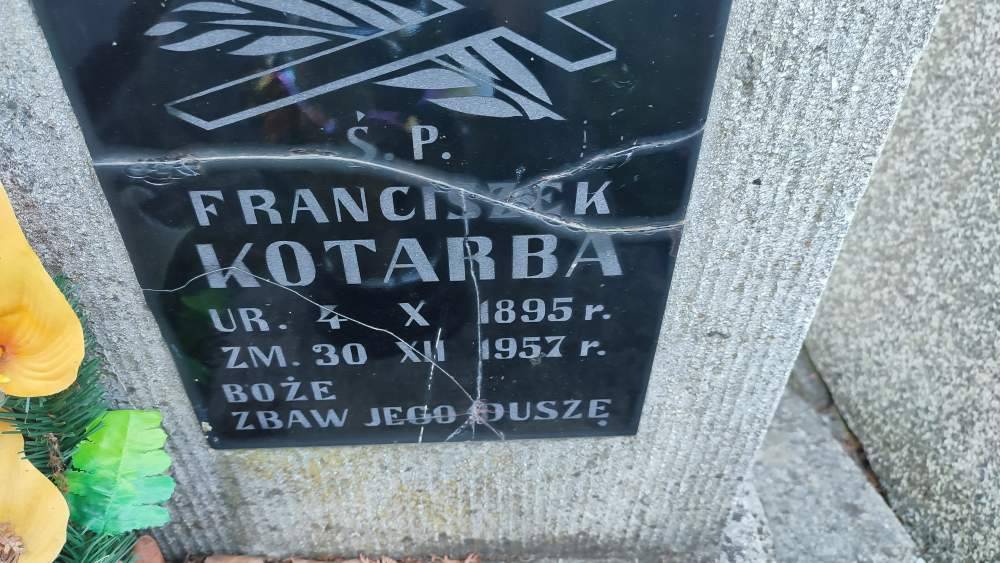 Ś. P.
FRANCISZEK
KOTARBA
UR. 4 X 1895 r.
ZM. 30 XII 1957 r.
BOŻE
ZBAW JEGO DUSZĘ